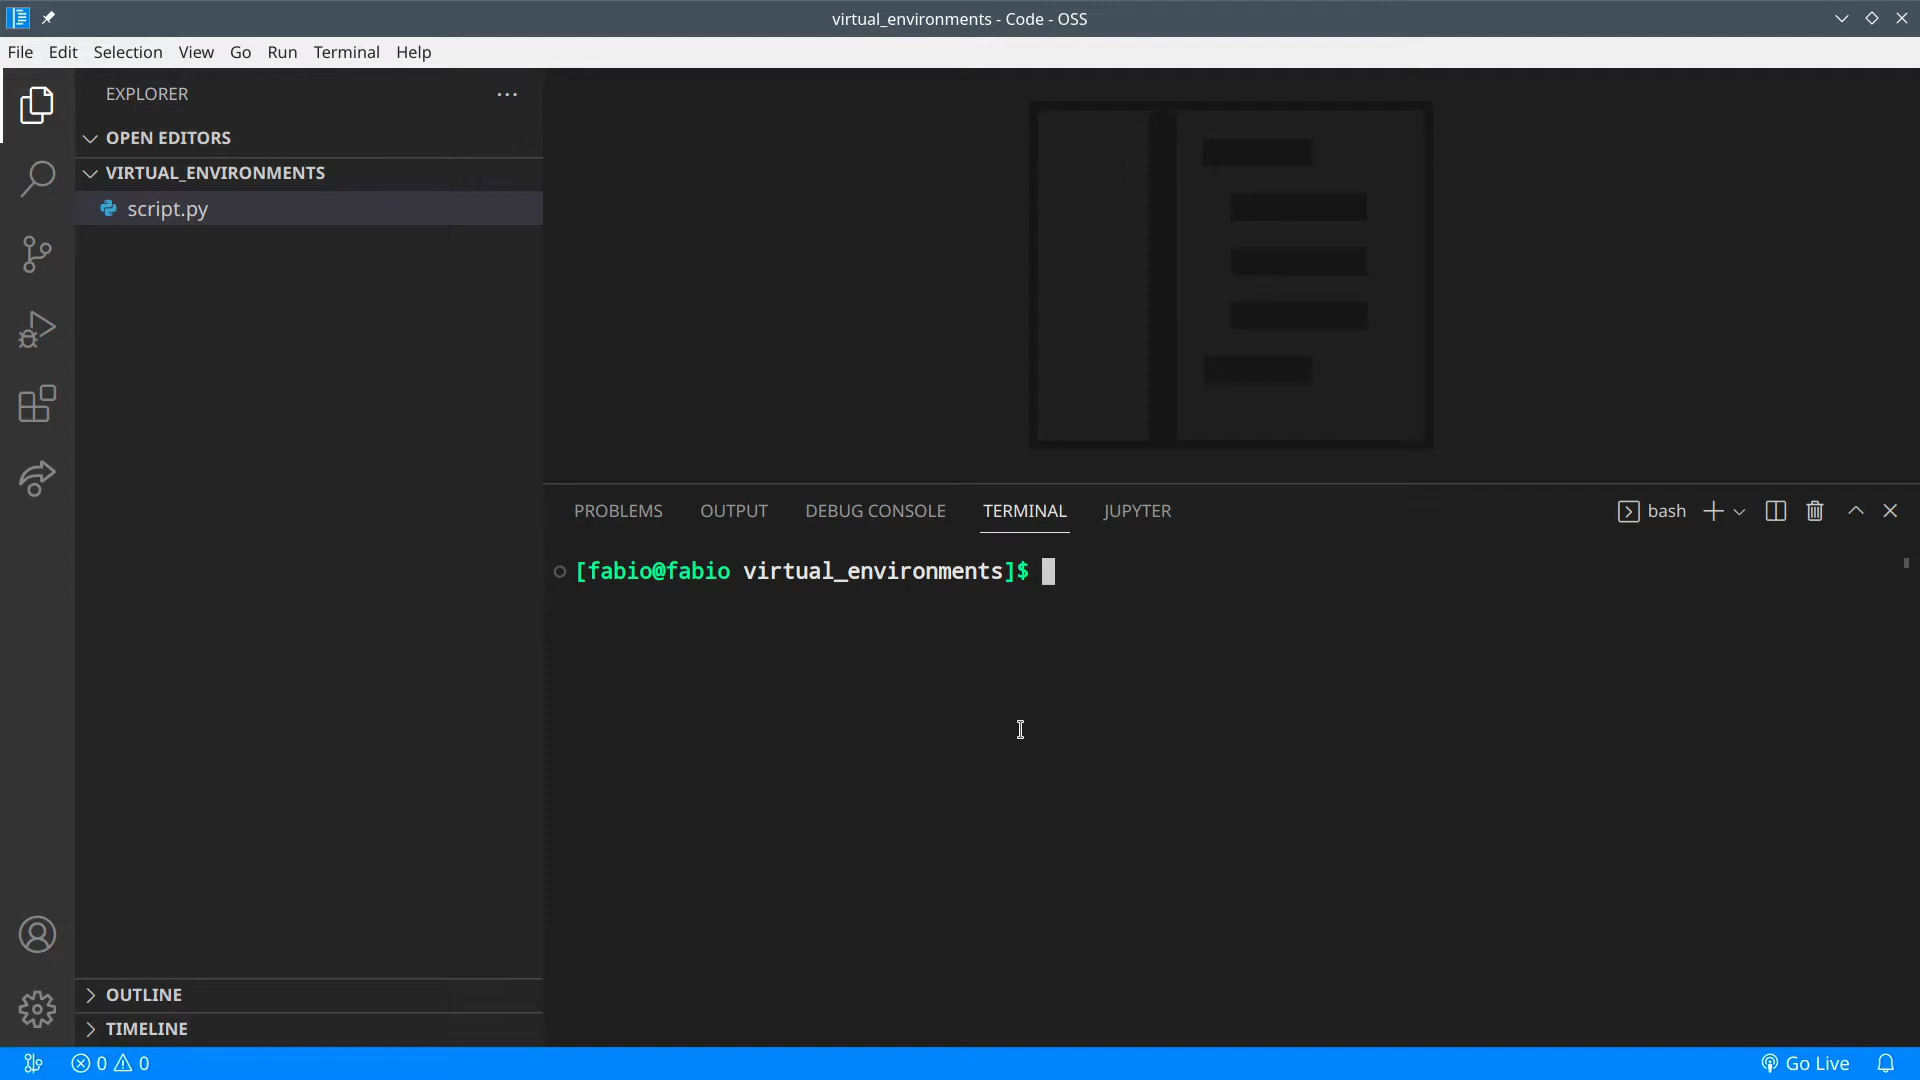 virtual_environments - Code - OSS
File Edit Selection View Go Run Terminal Help
EXPLORER
OPEN EDITORS
VIRTUAL_ENVIRONMENTS
script.py
OUTLINE
TIMELINE
PROBLEMS OUTPUT DEBUG CONSOLE TERMINAL JUPYTER
bash
[fabio@fabio virtual_environments]$
0 0
Go Live